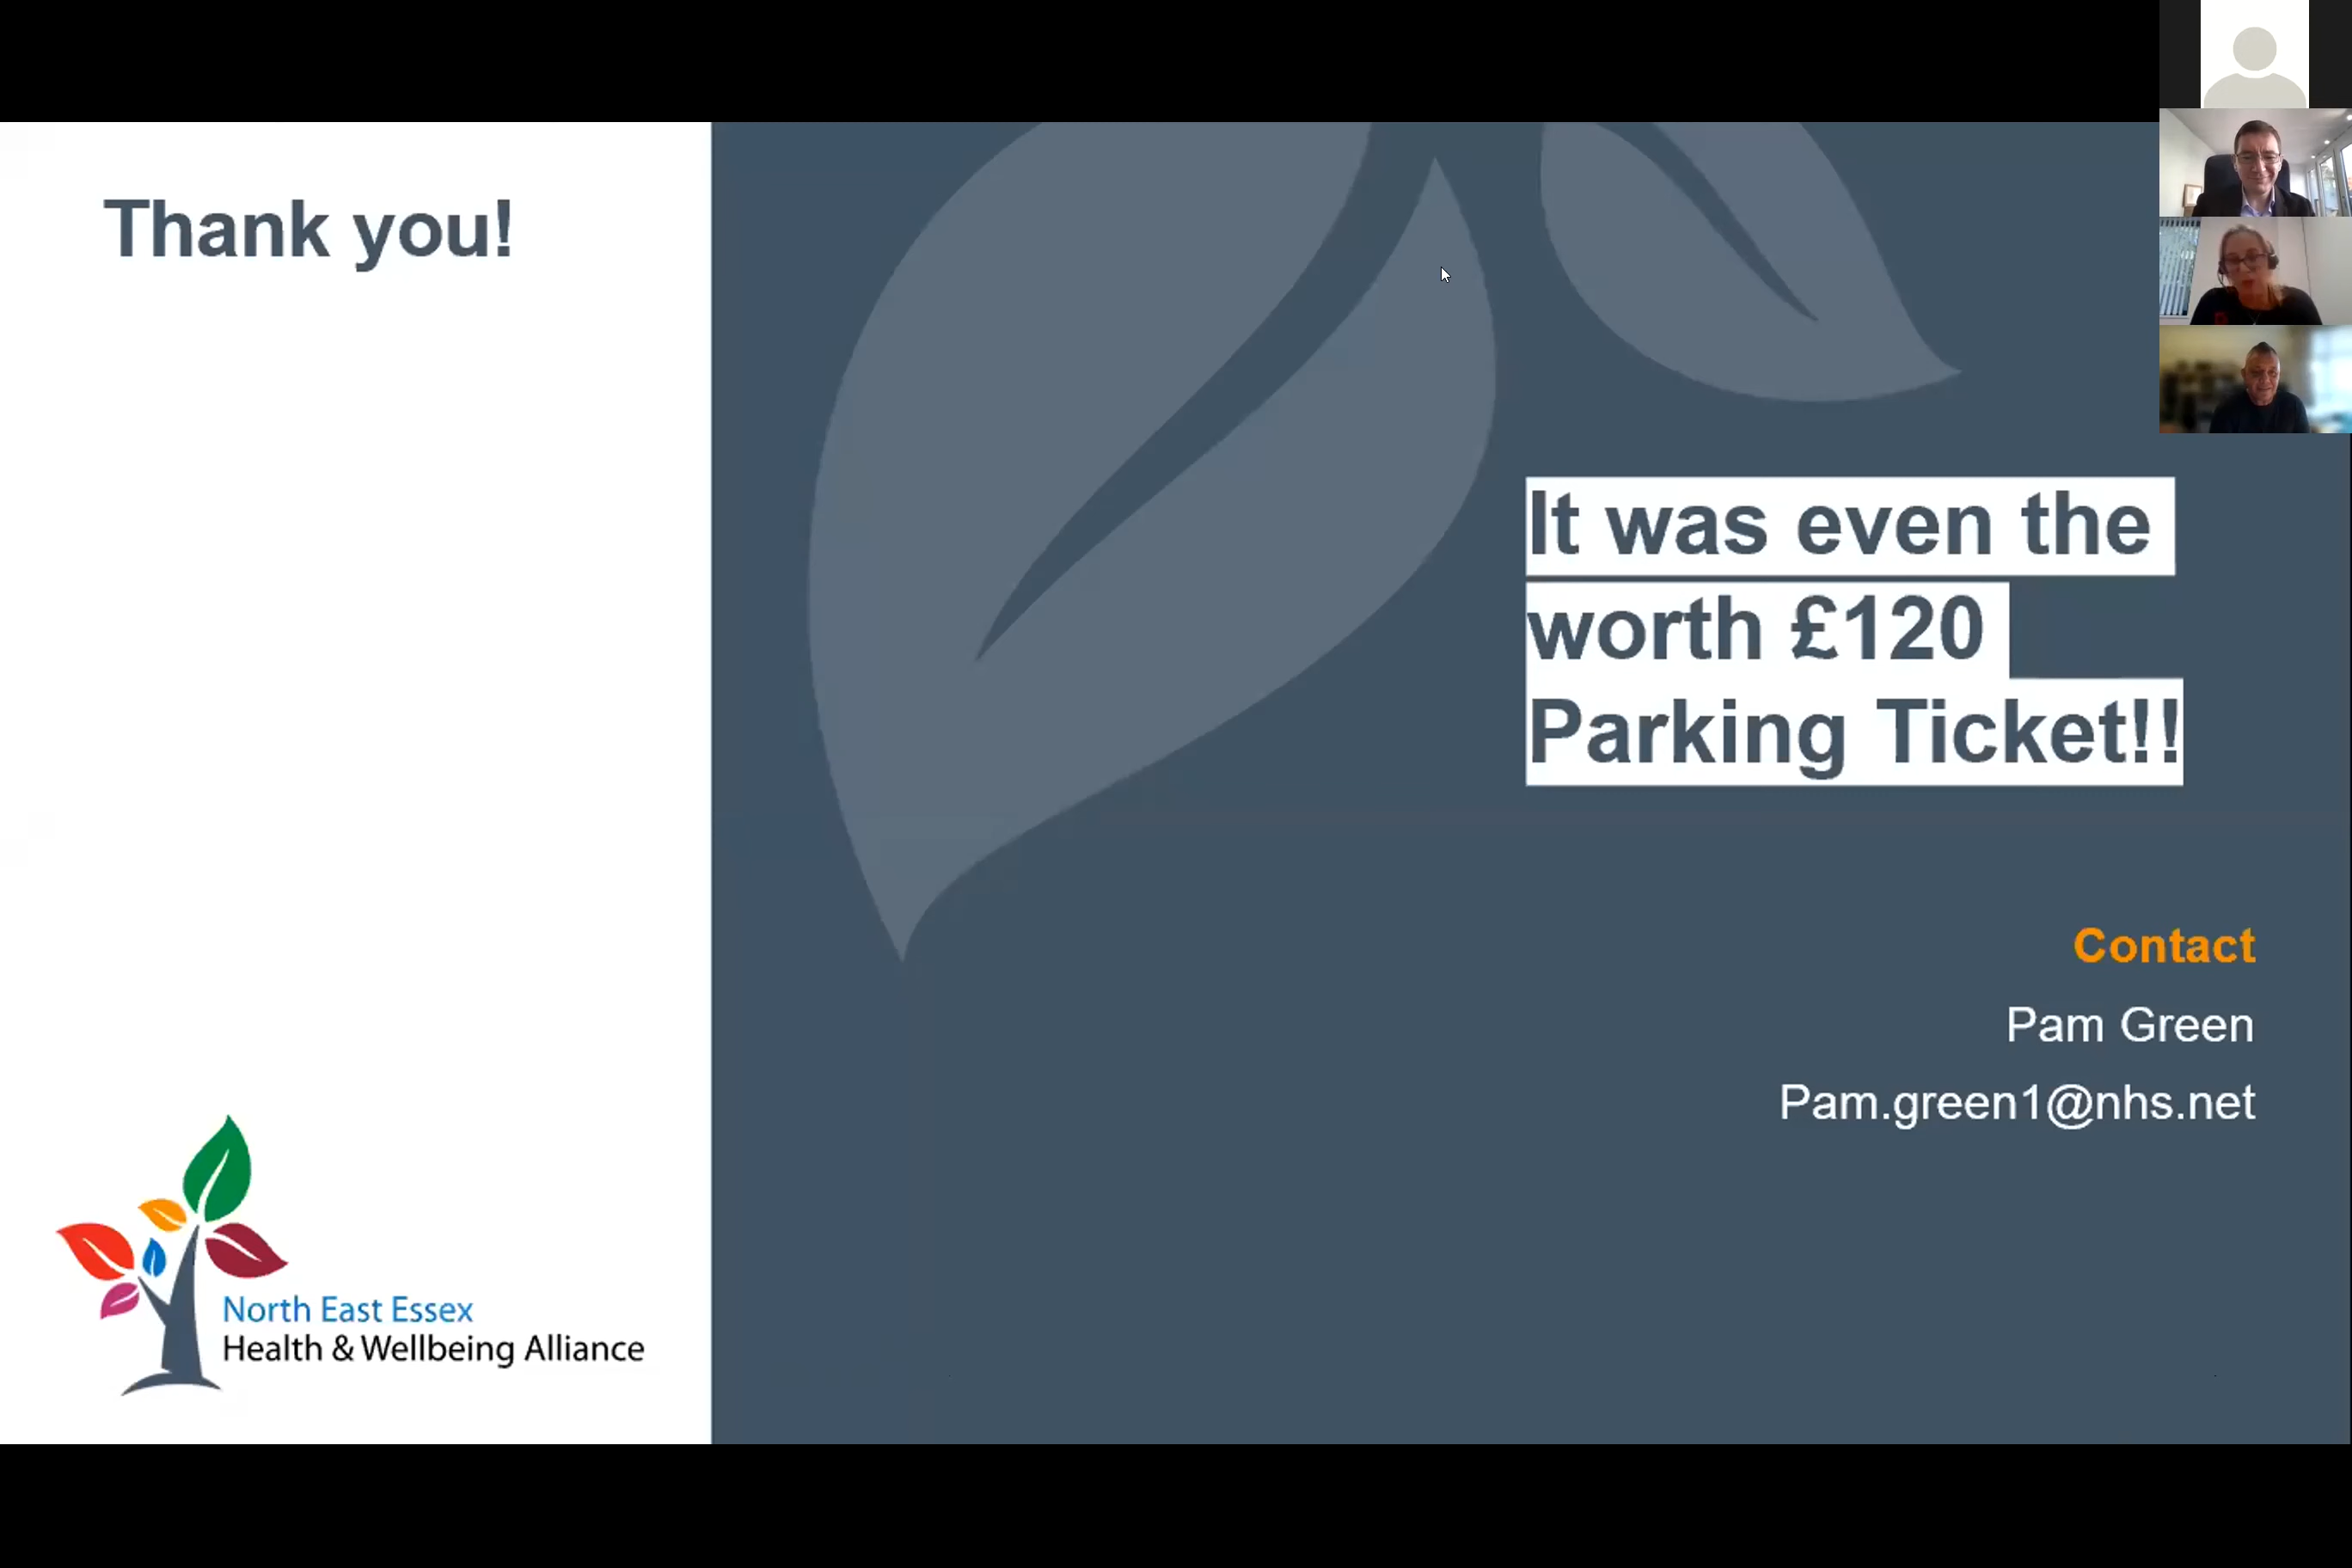 Thank you!
It was even the
worth £120
Parking Ticket!!
Contact
Pam Green
Pam.green1@nhs.net
North East Essex
Health & Wellbeing Alliance